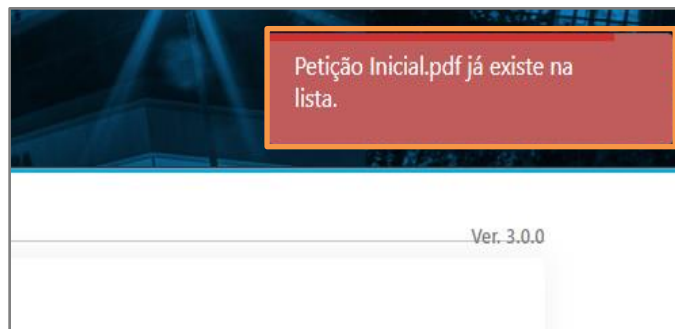 Petição Inicial.pdf já existe na
lista.
Ver. 3.0.0